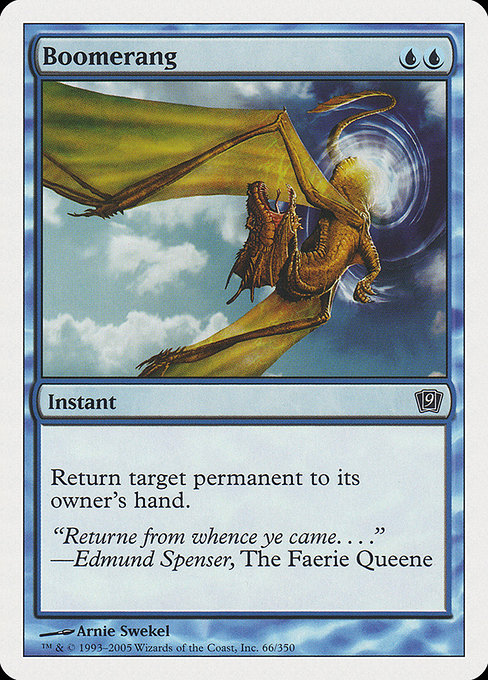 Boomerang
Instant
9
Return target permanent to its
owner's hand.
“Returne from whence ye came. . . .”
—Edmund Spenser, The Faerie Queene
Arnie Swekel
™ & © 1993–2005 Wizards of the Coast, Inc. 66/350